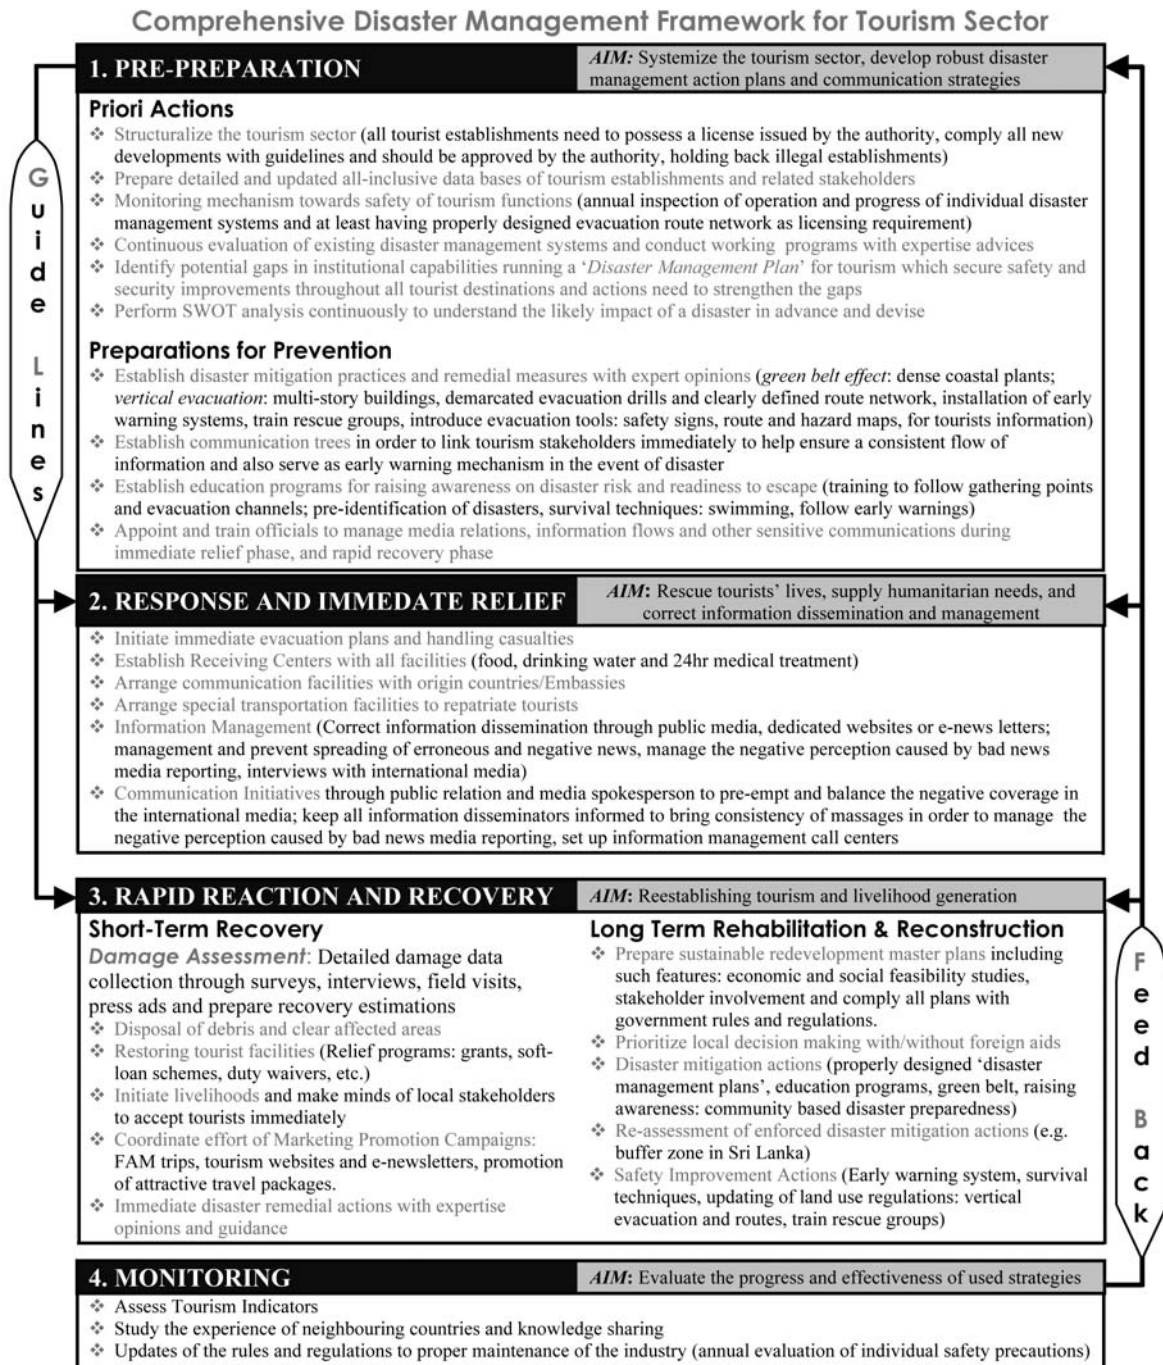 Comprehensive Disaster Management Framework for Tourism Sector
1. PRE-PREPARATION
AIM: Systemize the tourism sector, develop robust disaster
management action plans and communication strategies
Priori Actions
❖ Structuralize the tourism sector (all tourist establishments need to possess a license issued by the authority, comply all new
developments with guidelines and should be approved by the authority, holding back illegal establishments)
❖ Prepare detailed and updated all-inclusive data bases of tourism establishments and related stakeholders
❖ Monitoring mechanism towards safety of tourism functions (annual inspection of operation and progress of individual disaster
management systems and at least having properly designed evacuation route network as licensing requirement)
❖ Continuous evaluation of existing disaster management systems and conduct working programs with expertise advices
❖ Identify potential gaps in institutional capabilities running a 'Disaster Management Plan' for tourism which secure safety and
security improvements throughout all tourist destinations and actions need to strengthen the gaps
❖ Perform SWOT analysis continuously to understand the likely impact of a disaster in advance and devise
Preparations for Prevention
❖ Establish disaster mitigation practices and remedial measures with expert opinions (green belt effect: dense coastal plants;
vertical evacuation: multi-story buildings, demarcated evacuation drills and clearly defined route network, installation of early
warning systems, train rescue groups, introduce evacuation tools: safety signs, route and hazard maps, for tourists information)
❖ Establish communication trees in order to link tourism stakeholders immediately to help ensure a consistent flow of
information and also serve as early warning mechanism in the event of disaster
❖ Establish education programs for raising awareness on disaster risk and readiness to escape (training to follow gathering points
and evacuation channels; pre-identification of disasters, survival techniques: swimming, follow early warnings)
❖ Appoint and train officials to manage media relations, information flows and other sensitive communications during
immediate relief phase, and rapid recovery phase
Guide Lines
2. RESPONSE AND IMMEDATE RELIEF
AIM: Rescue tourists' lives, supply humanitarian needs, and
correct information dissemination and management
❖ Initiate immediate evacuation plans and handling casualties
❖ Establish Receiving Centers with all facilities (food, drinking water and 24hr medical treatment)
❖ Arrange communication facilities with origin countries/Embassies
❖ Arrange special transportation facilities to repatriate tourists
❖ Information Management (Correct information dissemination through public media, dedicated websites or e-news letters;
management and prevent spreading of erroneous and negative news, manage the negative perception caused by bad news
media reporting, interviews with international media)
❖ Communication Initiatives through public relation and media spokesperson to pre-empt and balance the negative coverage in
the international media; keep all information disseminators informed to bring consistency of massages in order to manage the
negative perception caused by bad news media reporting, set up information management call centers
3. RAPID REACTION AND RECOVERY
AIM: Reestablishing tourism and livelihood generation
Short-Term Recovery
Damage Assessment: Detailed damage data
collection through surveys, interviews, field visits,
press ads and prepare recovery estimations
❖ Disposal of debris and clear affected areas
❖ Restoring tourist facilities (Relief programs: grants, soft-
loan schemes, duty waivers, etc.)
❖ Initiate livelihoods and make minds of local stakeholders
to accept tourists immediately
❖ Coordinate effort of Marketing Promotion Campaigns:
FAM trips, tourism websites and e-newsletters, promotion
of attractive travel packages.
❖ Immediate disaster remedial actions with expertise
opinions and guidance
Long Term Rehabilitation & Reconstruction
❖ Prepare sustainable redevelopment master plans including
such features: economic and social feasibility studies,
stakeholder involvement and comply all plans with
government rules and regulations.
❖ Prioritize local decision making with/without foreign aids
❖ Disaster mitigation actions (properly designed 'disaster
management plans', education programs, green belt, raising
awareness: community based disaster preparedness)
❖ Re-assessment of enforced disaster mitigation actions (e.g.
buffer zone in Sri Lanka)
❖ Safety Improvement Actions (Early warning system, survival
techniques, updating of land use regulations: vertical
evacuation and routes, train rescue groups)
Feed Back
4. MONITORING
AIM: Evaluate the progress and effectiveness of used strategies
❖ Assess Tourism Indicators
❖ Study the experience of neighbouring countries and knowledge sharing
❖ Updates of the rules and regulations to proper maintenance of the industry (annual evaluation of individual safety precautions)